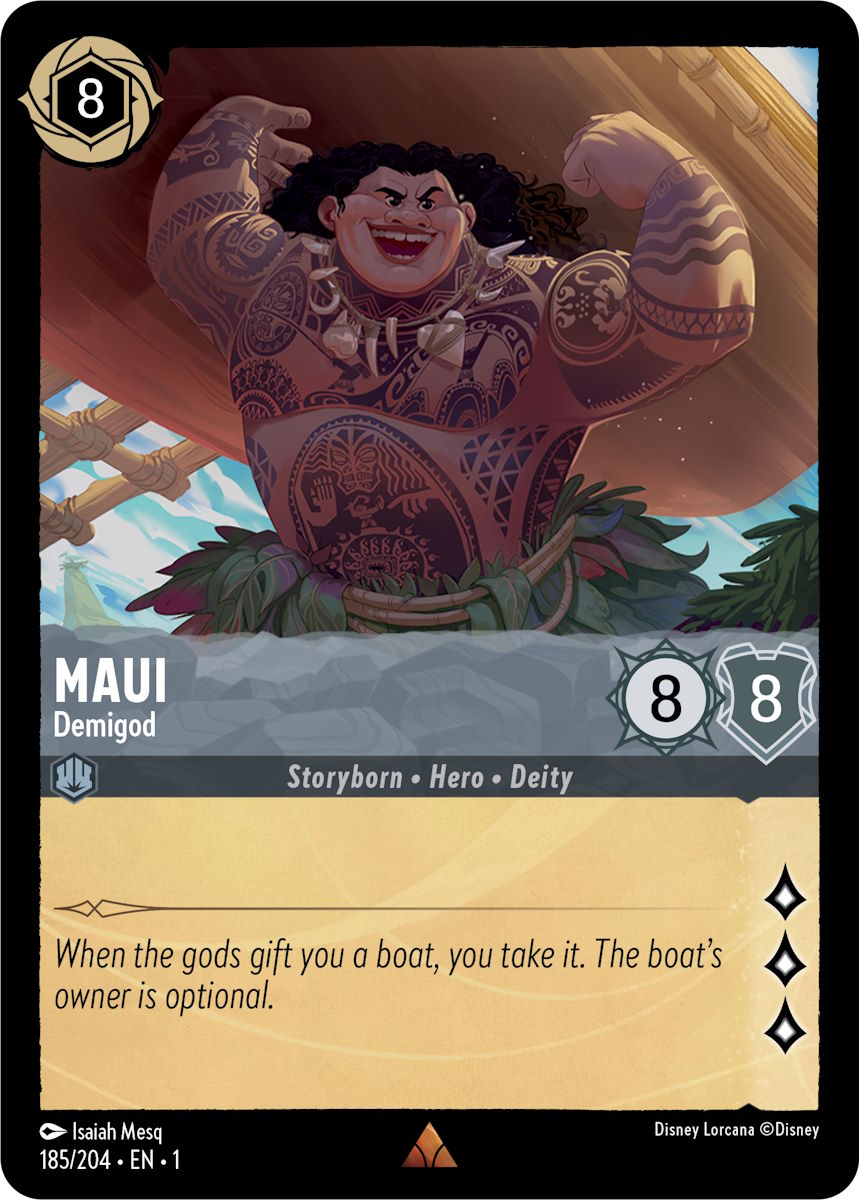 8
MAUI
Demigod
8
8
Storyborn • Hero • Deity
When the gods gift you a boat, you take it. The boat’s
owner is optional.
Isaiah Mesq
185/204 • EN • 1
Disney Lorcana ©Disney